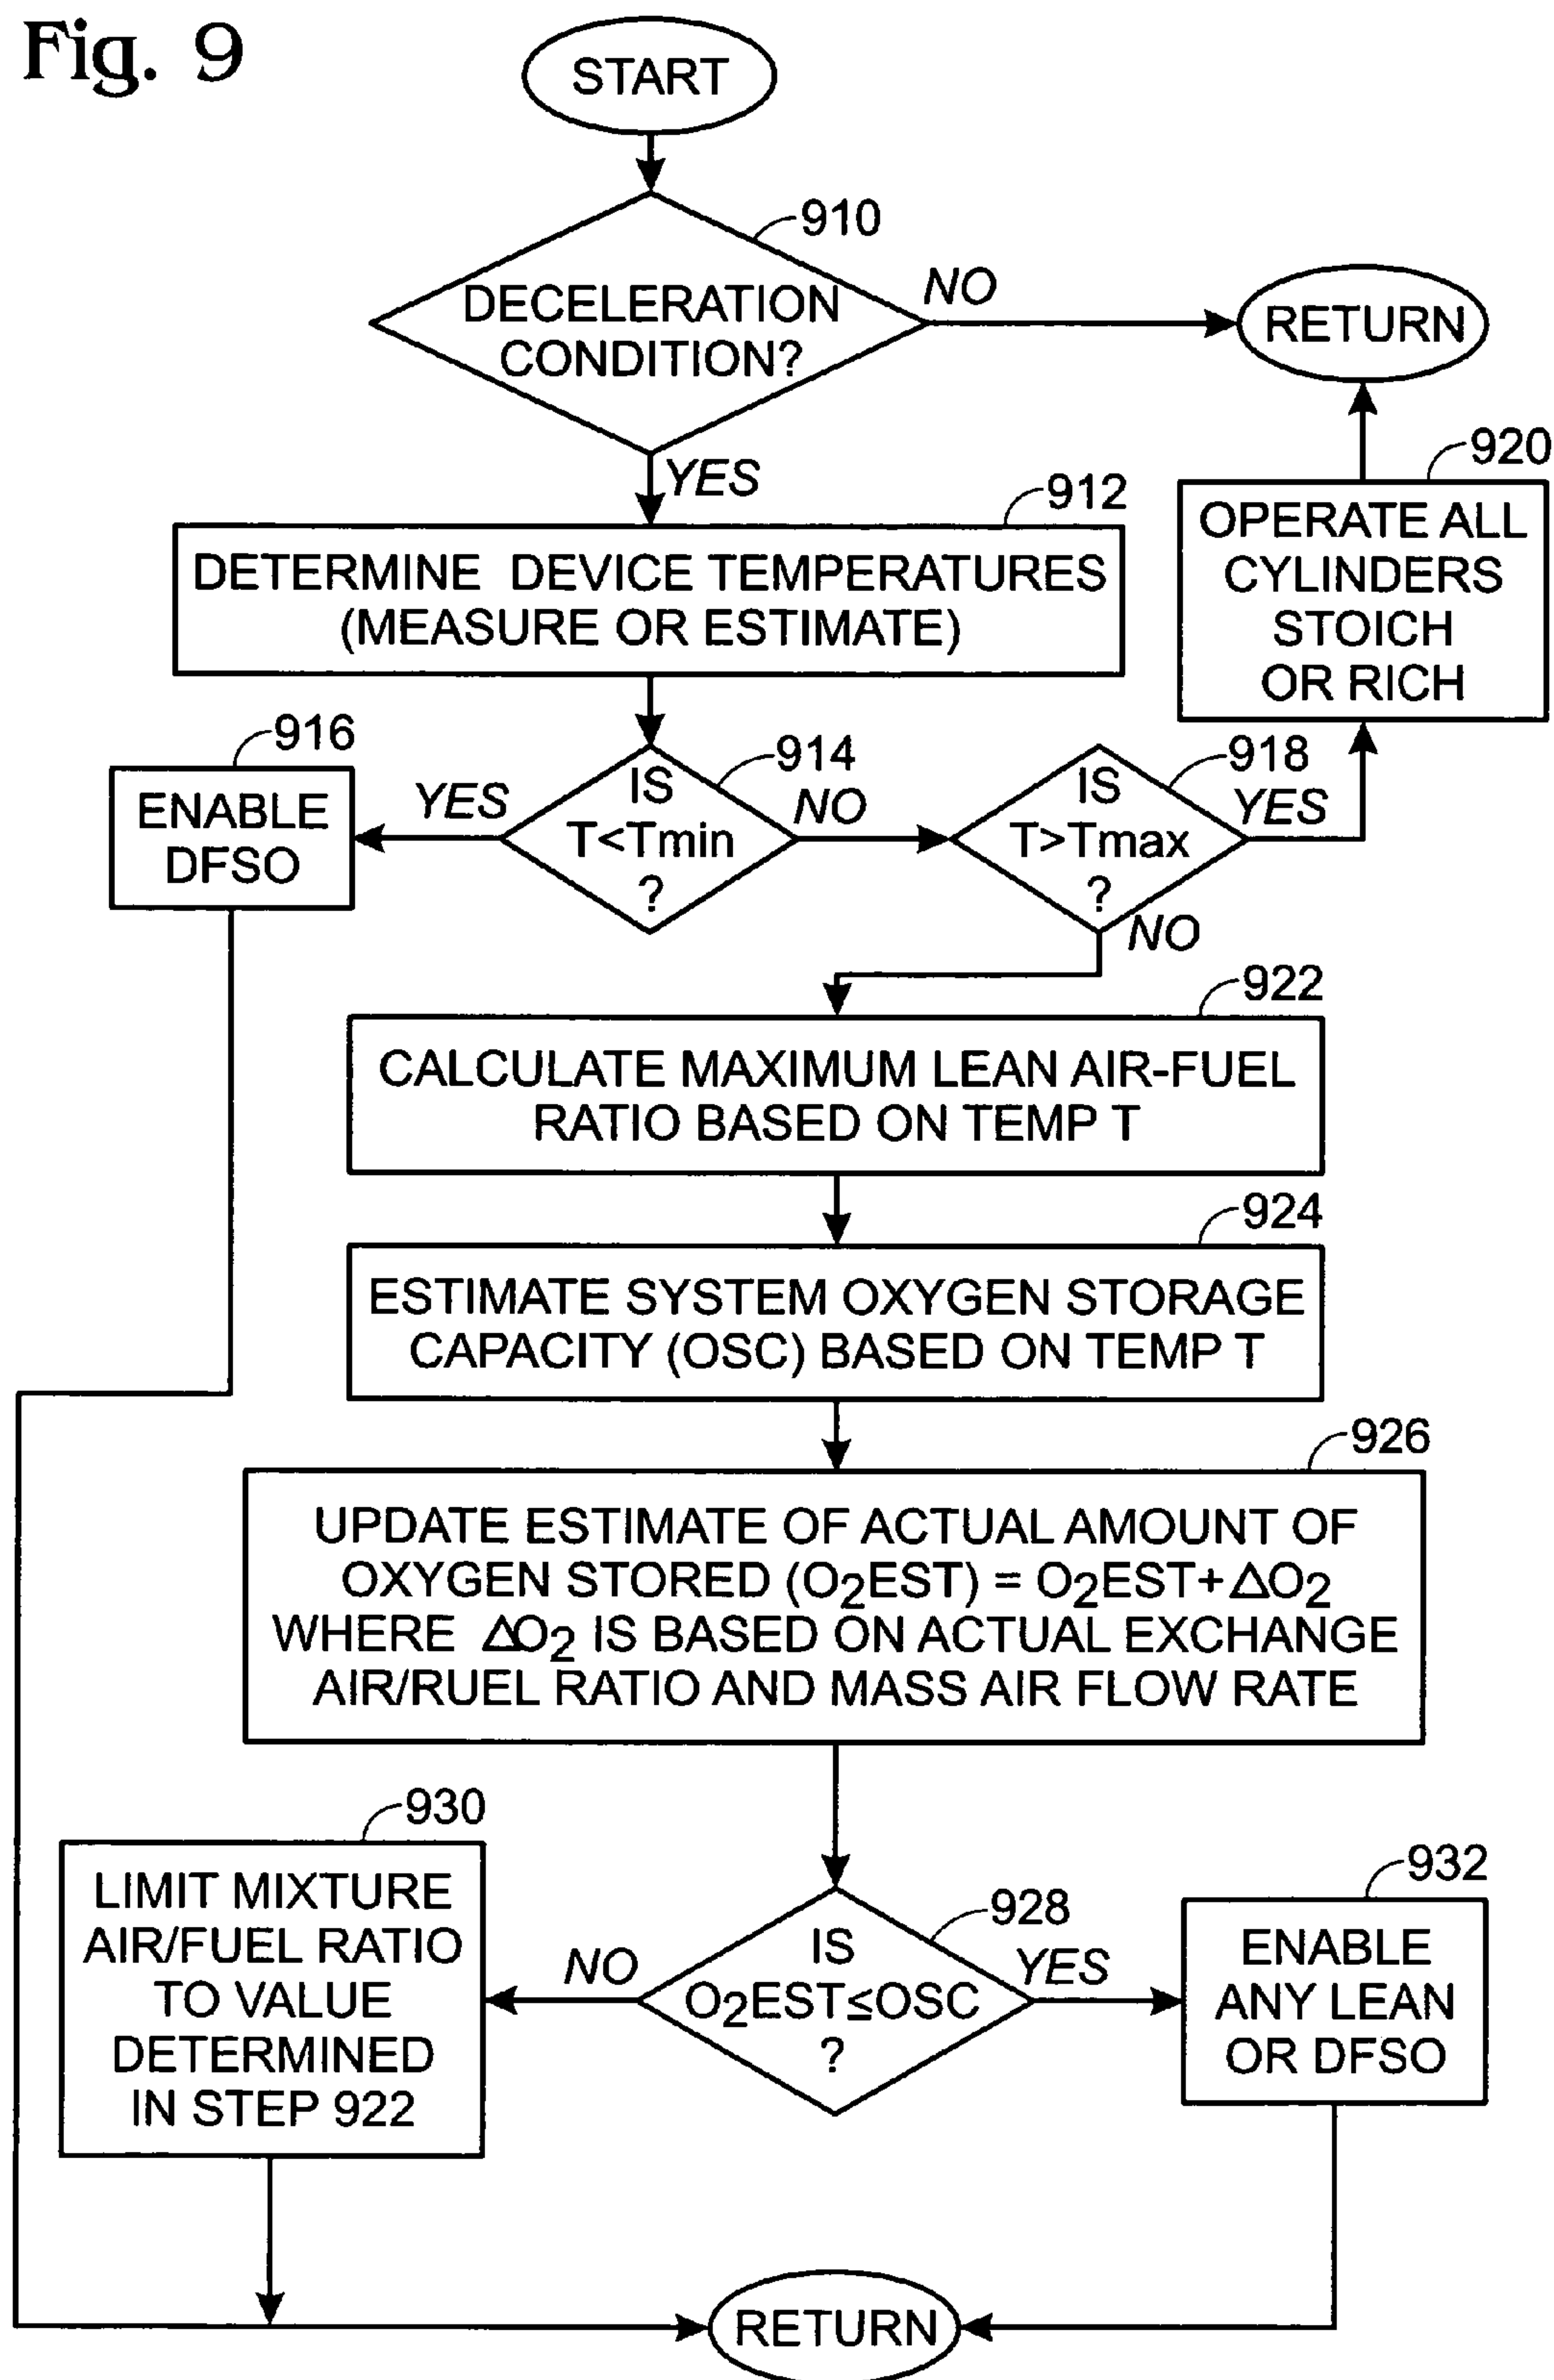 Fig. 9
START
910
DECELERATION
CONDITION?
NO
RETURN
YES
912
DETERMINE DEVICE TEMPERATURES
(MEASURE OR ESTIMATE)
920
OPERATE ALL
CYLINDERS
STOICH
OR RICH
916
ENABLE
DFSO
YES
914
IS
T<Tmin
?
NO
918
IS
T>Tmax
?
YES
NO
922
CALCULATE MAXIMUM LEAN AIR-FUEL
RATIO BASED ON TEMP T
924
ESTIMATE SYSTEM OXYGEN STORAGE
CAPACITY (OSC) BASED ON TEMP T
926
UPDATE ESTIMATE OF ACTUAL AMOUNT OF
OXYGEN STORED (O₂EST) = O₂EST+ΔO₂
WHERE ΔO₂ IS BASED ON ACTUAL EXCHANGE
AIR/RUEL RATIO AND MASS AIR FLOW RATE
930
LIMIT MIXTURE
AIR/FUEL RATIO
TO VALUE
DETERMINED
IN STEP 922
NO
928
IS
O₂EST≤OSC
?
YES
932
ENABLE
ANY LEAN
OR DFSO
RETURN